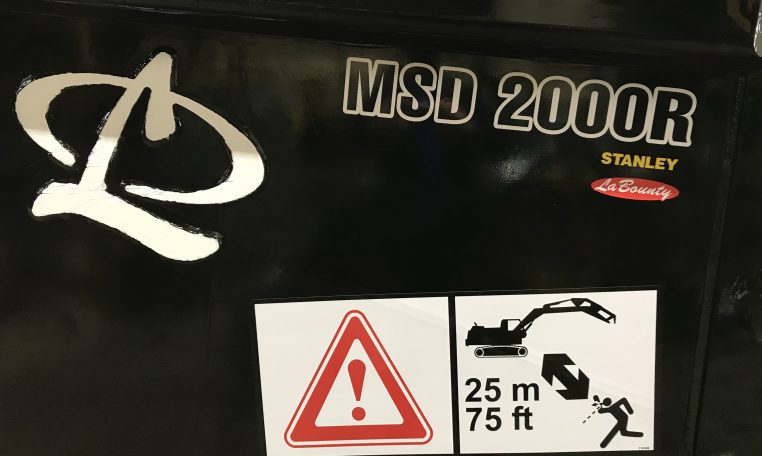 MSD 2000R
STANLEY
LaBounty
25 m
75 ft